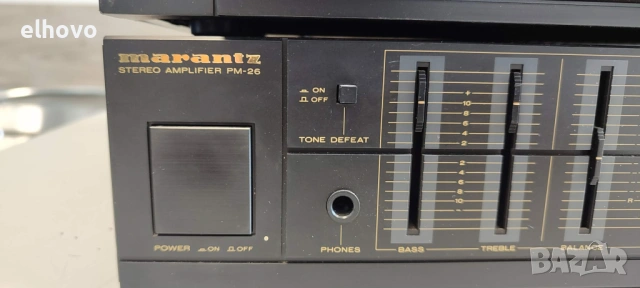 elhovo
marantz
STEREO AMPLIFIER PM-26
ON
OFF
TONE DEFEAT
+
10
8
6
4
2
2
4
6
8
10
-
POWER ON OFF
PHONES
BASS
TREBLE
BALANCE
R
BAZAR